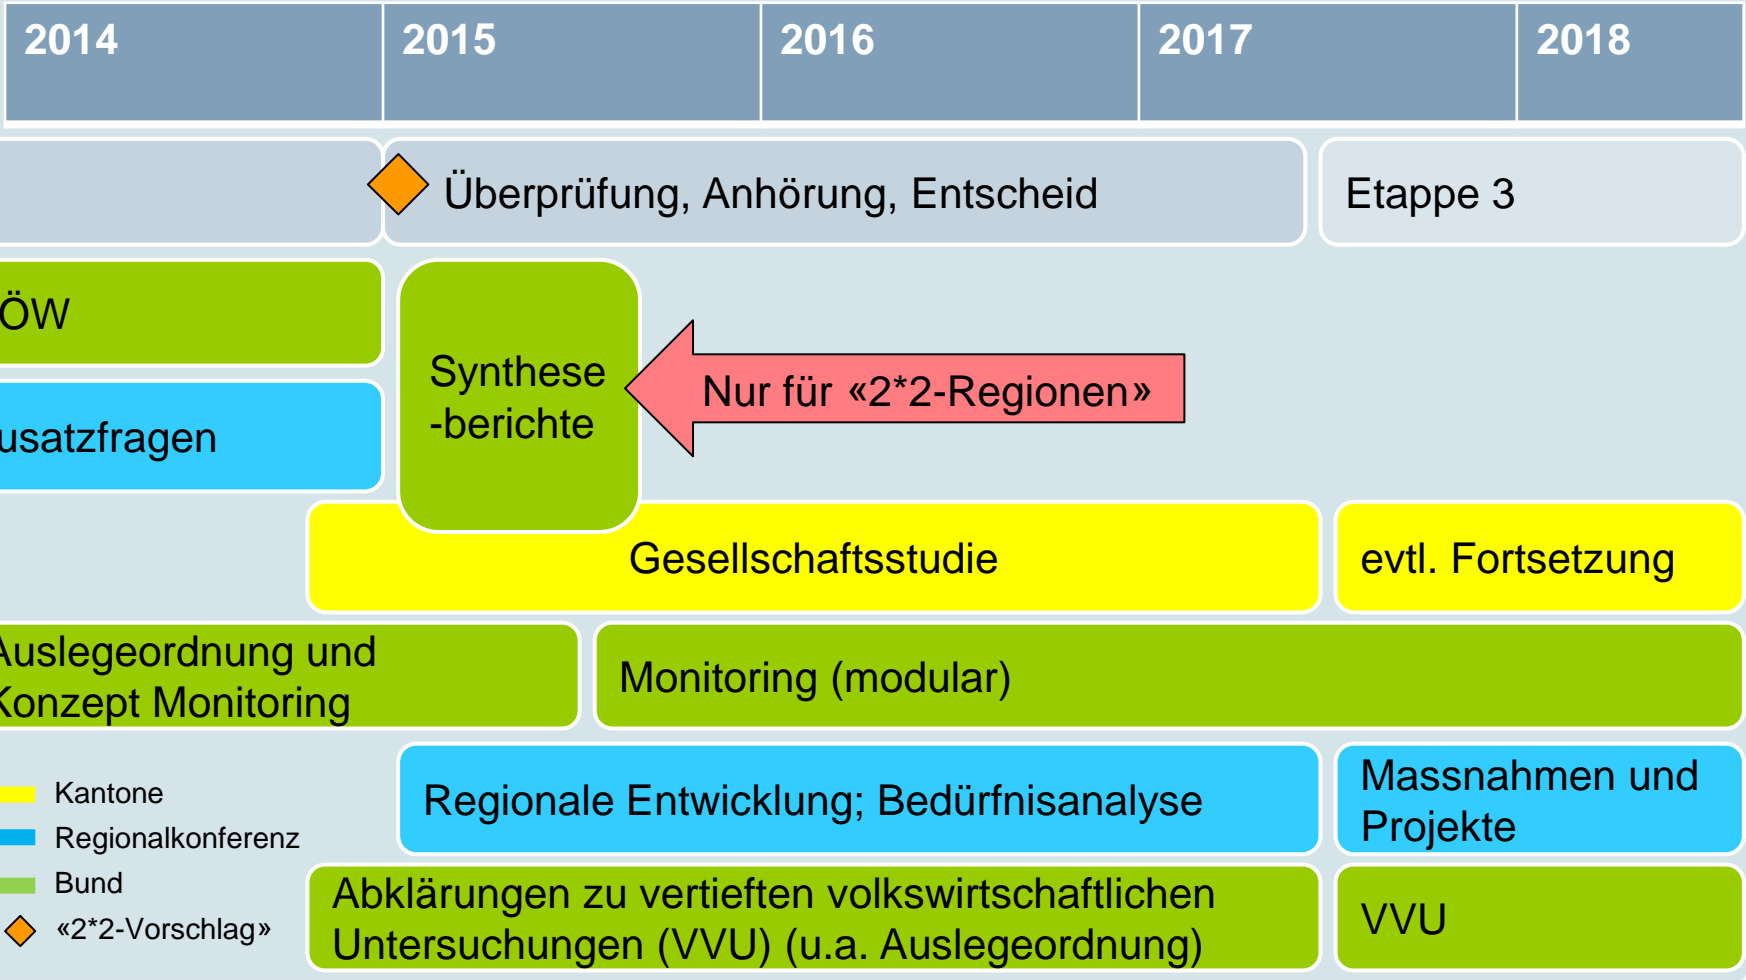 2014 2015 2016 2017 2018
Überprüfung, Anhörung, Entscheid
Etappe 3
ÖW
Synthese
-berichte
Nur für «2*2-Regionen»
usatzfragen
Gesellschaftsstudie
evtl. Fortsetzung
Auslegeordnung und
Konzept Monitoring
Monitoring (modular)
Regionale Entwicklung; Bedürfnisanalyse
Massnahmen und
Projekte
Kantone
Regionalkonferenz
Bund
«2*2-Vorschlag»
Abklärungen zu vertieften volkswirtschaftlichen
Untersuchungen (VVU) (u.a. Auslegeordnung)
VVU